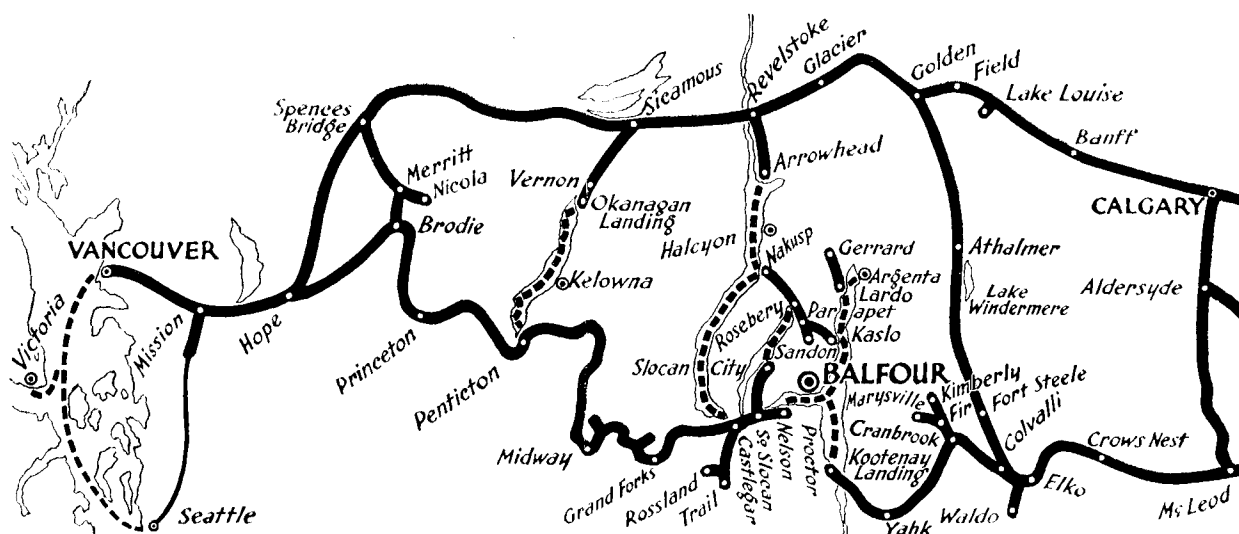 Spences
Bridge
Merritt
Nicola
Brodie
VANCOUVER
Victoria
Mission
Hope
Seattle
Princeton
Penticton
Sicamous
Vernon
Okanagan
Landing
Kelowna
Revelstoke
Glacier
Arrowhead
Halcyon
Nakusp
Gerrard
Argenta
Lardo
Rosebery
Parapet
Kaslo
Sandon
Slocan City
BALFOUR
Golden
Field
Lake Louise
Banff
CALGARY
Athalmer
Lake
Windermere
Aldersyde
Marysville
Kimberly
Fir
Fort Steele
Colvalli
Cranbrook
Kootenay
Landing
Proctor
Nelson
So Slocan
Castlegar
Midway
Grand Forks
Rossland
Trail
Yahk
Waldo
Elko
Crows Nest
Mc Leod